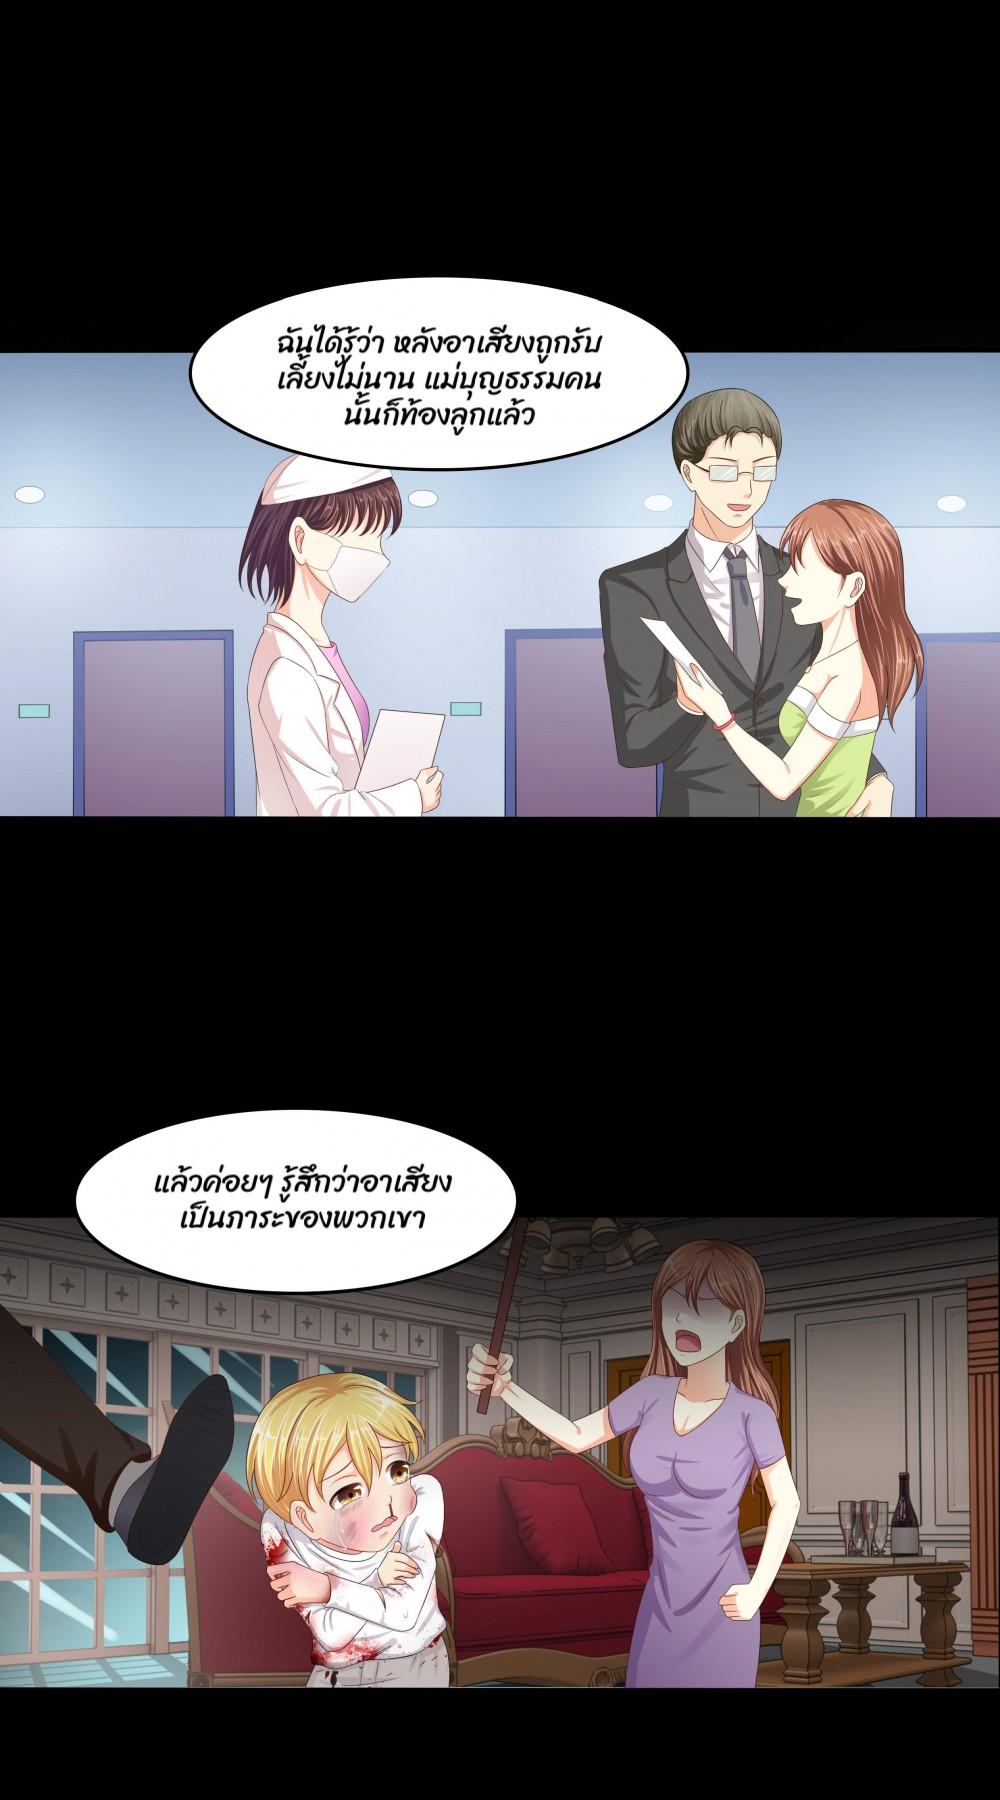 ฉันได้รู้ว่า หลังอาเสียงถูกรับ
เลี้ยงไม่นาน แม่บุญธรรมคน
นั้นก็ท้องลูกแล้ว
แล้วค่อยๆ รู้สึกว่าอาเสียง
เป็นภาระของพวกเขา